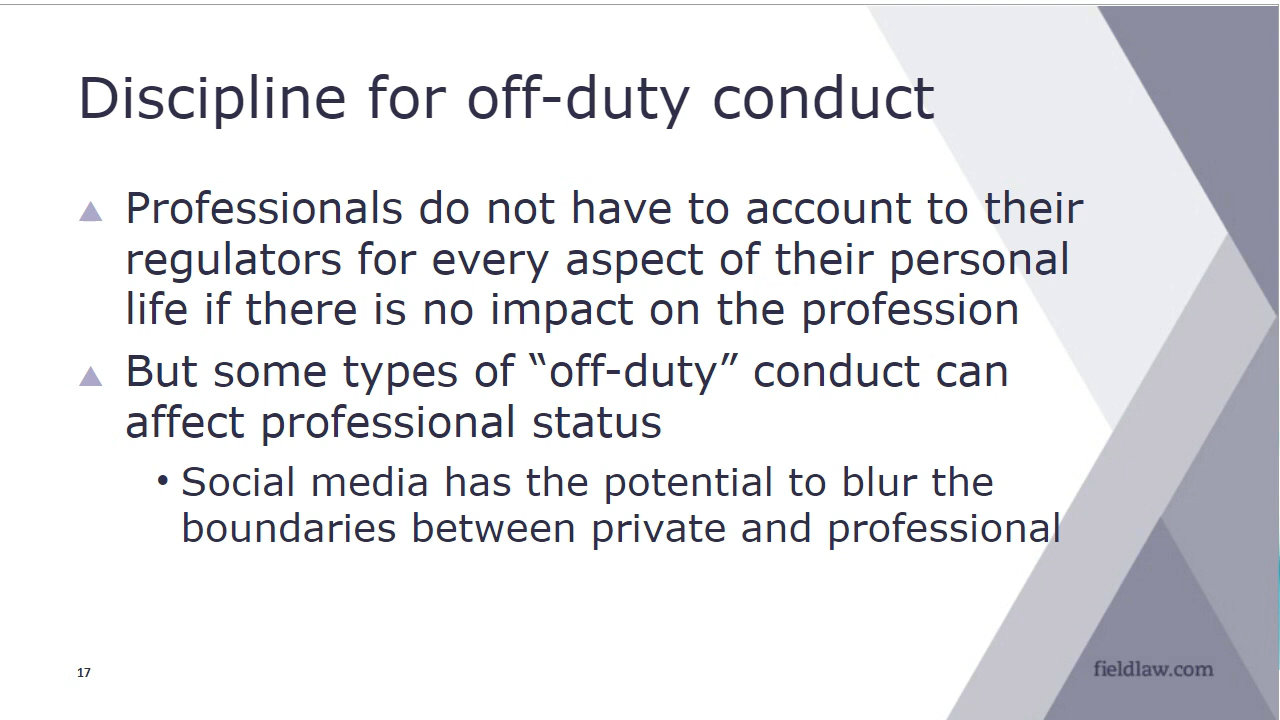 Discipline for off-duty conduct
Professionals do not have to account to their
regulators for every aspect of their personal
life if there is no impact on the profession
But some types of “off-duty” conduct can
affect professional status
• Social media has the potential to blur the
boundaries between private and professional
17
fieldlaw.com